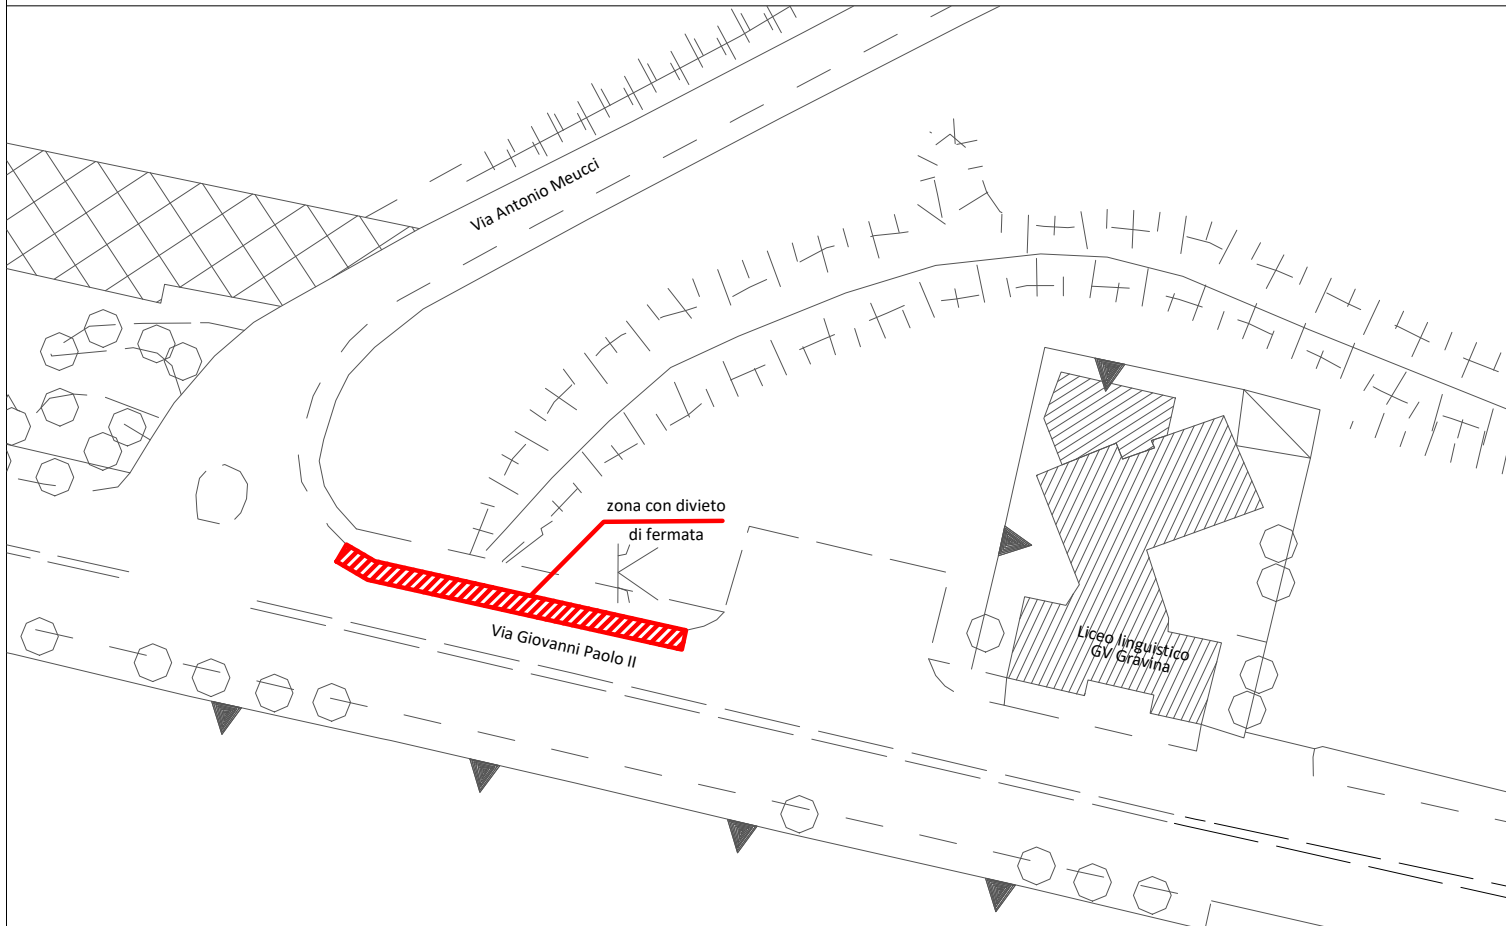 Via Antonio Meucci
zona con divieto
di fermata
Via Giovanni Paolo II
Liceo linguistico
GV Gravina